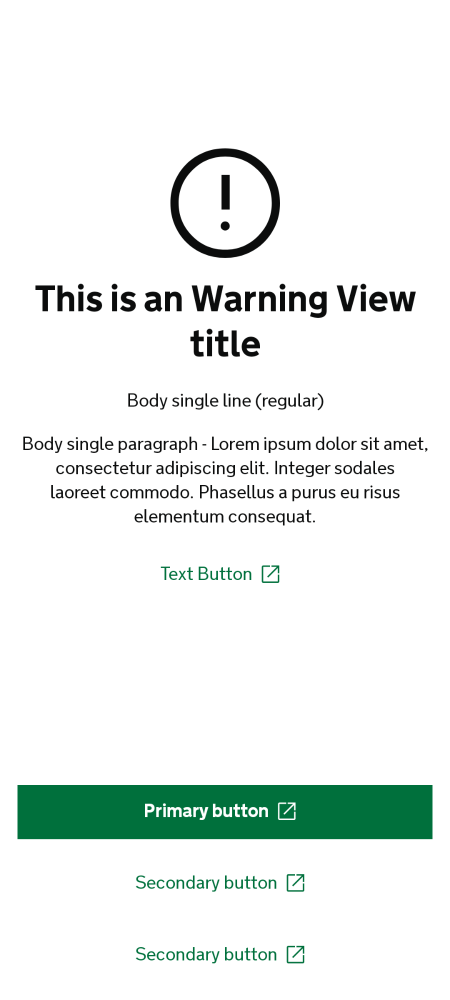 This is an Warning View
title
Body single line (regular)
Body single paragraph - Lorem ipsum dolor sit amet,
consectetur adipiscing elit. Integer sodales
laoreet commodo. Phasellus a purus eu risus
elementum consequat.
Text Button
Primary button
Secondary button
Secondary button